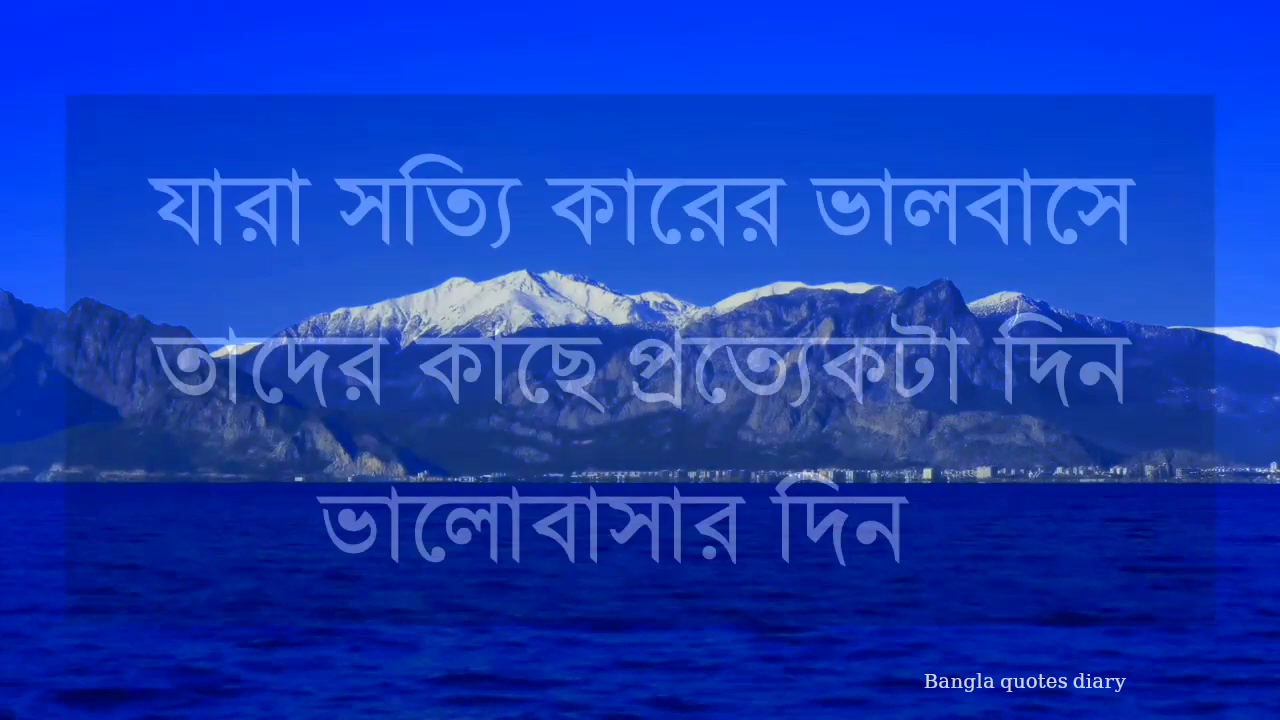 যারা সত্যি কারের ভালবাসে
তাদের কাছে প্রত্যেকটা দিন
ভালোবাসার দিন
Bangla quotes diary